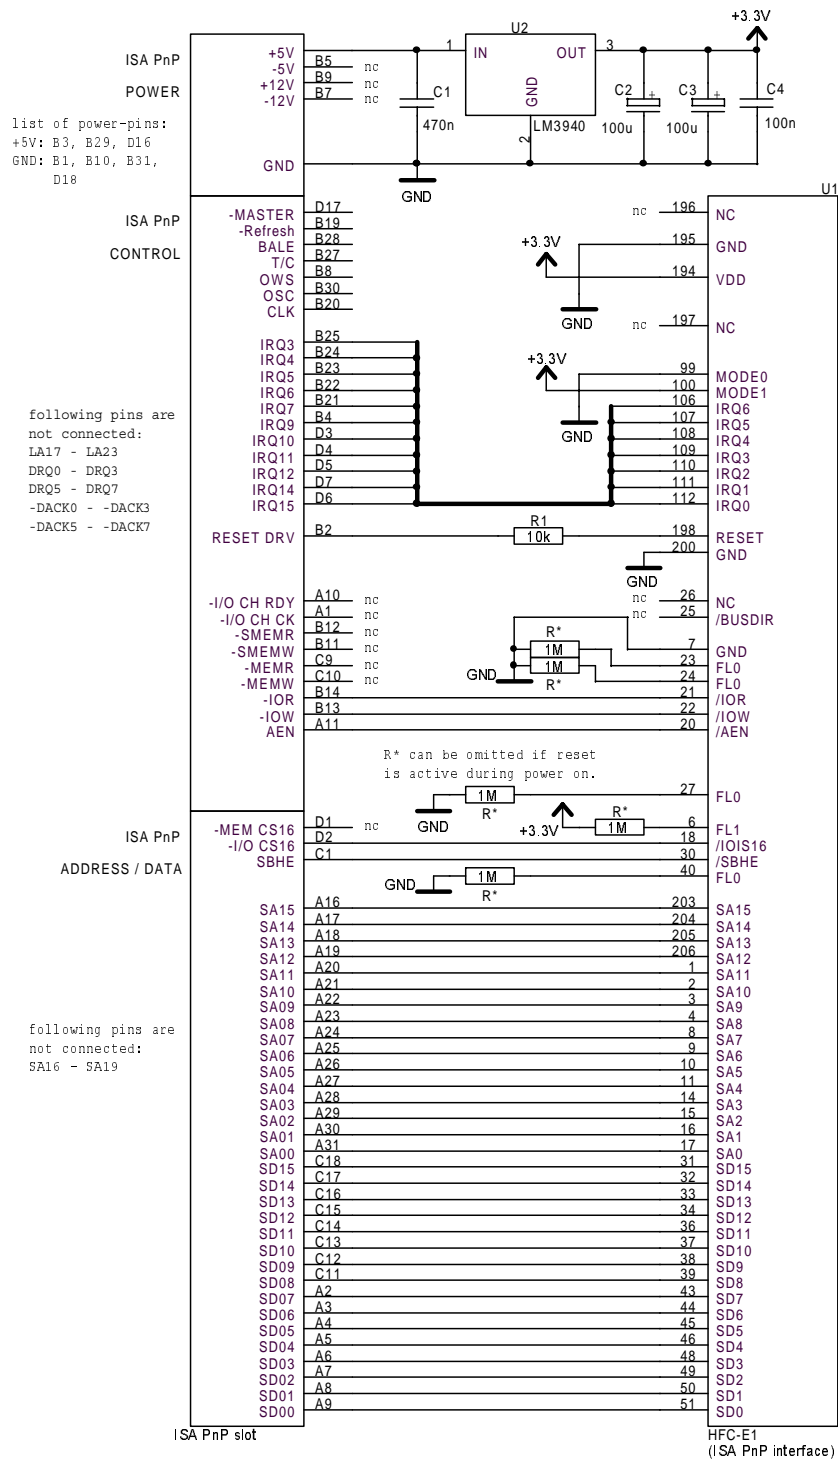 ISA PnP
POWER
list of power-pins:
+5V: B3, B29, D16
GND: B1, B10, B31,
D18
+5V
-5V B5 nc
+12V B9 nc
-12V B7 nc
GND
1
U2
IN OUT
GND
LM3940
2
3
+3.3V
C1
470n
C2 +
100u
C3 +
100u
C4
100n
GND
ISA PnP
CONTROL
-MASTER D17
-Refresh B19
BALE B28
T/C B27
OWS B8
OSC B30
CLK B20
IRQ3 B25
IRQ4 B24
IRQ5 B23
IRQ6 B22
IRQ7 B21
IRQ9 B4
IRQ10 D3
IRQ11 D4
IRQ12 D5
IRQ14 D7
IRQ15 D6
following pins are
not connected:
LA17 - LA23
DRQ0 - DRQ3
DRQ5 - DRQ7
-DACK0 - -DACK3
-DACK5 - -DACK7
U1
nc 196 NC
195 GND
+3.3V
194 VDD
GND
nc 197 NC
+3.3V
99 MODE0
100 MODE1
GND
106 IRQ6
107 IRQ5
108 IRQ4
109 IRQ3
110 IRQ2
111 IRQ1
112 IRQ0
RESET DRV B2
R1
10k
198 RESET
200 GND
GND
-I/O CH RDY A10 nc
-I/O CH CK A1 nc
-SMEMR B12 nc
-SMEMW B11 nc
-MEMR C9 nc
-MEMW C10 nc
-IOR B14
-IOW B13
AEN A11
nc 26 NC
nc 25 /BUSDIR
R*
7 GND
1M
23 FL0
GND
1M
24 FL0
R*
21 /IOR
22 /IOW
20 /AEN
R* can be omitted if reset
is active during power on.
GND
1M
R*
27 FL0
ISA PnP
ADDRESS / DATA
-MEM CS16 D1 nc
-I/O CS16 D2
SBHE C1
+3.3V
R*
1M
6 FL1
18 /IOIS16
30 /SBHE
GND
1M
R*
40 FL0
SA15 A16 203 SA15
SA14 A17 204 SA14
SA13 A18 205 SA13
SA12 A19 206 SA12
SA11 A20 1 SA11
SA10 A21 2 SA10
SA09 A22 3 SA9
SA08 A23 4 SA8
SA07 A24 8 SA7
SA06 A25 9 SA6
SA05 A26 10 SA5
SA04 A27 11 SA4
SA03 A28 14 SA3
SA02 A29 15 SA2
SA01 A30 16 SA1
SA00 A31 17 SA0
following pins are
not connected:
SA16 - SA19
SD15 C18 31 SD15
SD14 C17 32 SD14
SD13 C16 33 SD13
SD12 C15 34 SD12
SD11 C14 36 SD11
SD10 C13 37 SD10
SD09 C12 38 SD9
SD08 C11 39 SD8
SD07 A2 43 SD7
SD06 A3 44 SD6
SD05 A4 45 SD5
SD04 A5 46 SD4
SD03 A6 48 SD3
SD02 A7 49 SD2
SD01 A8 50 SD1
SD00 A9 51 SD0
ISA PnP slot
HFC-E1
(ISA PnP interface)